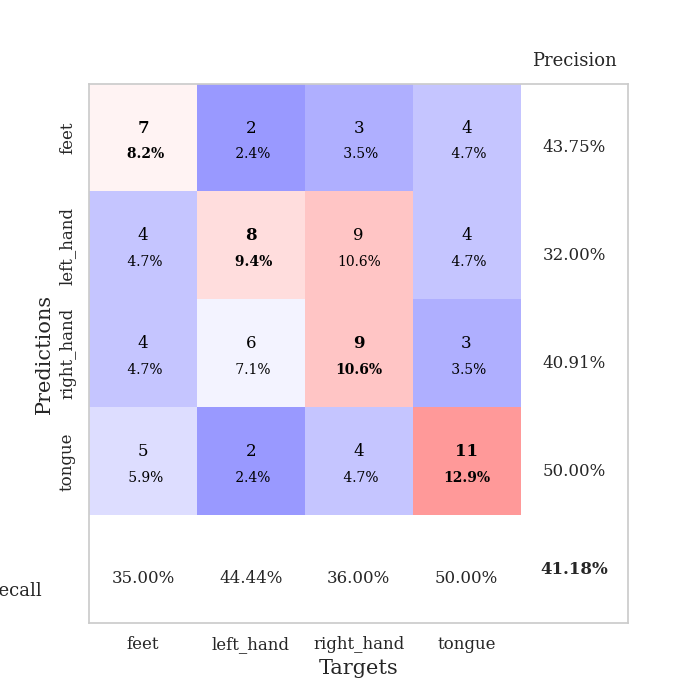 Precision
feet 7 2 3 4 43.75%
8.2% 2.4% 3.5% 4.7%
left_hand 4 8 9 4 32.00%
4.7% 9.4% 10.6% 4.7%
right_hand 4 6 9 3 40.91%
4.7% 7.1% 10.6% 3.5%
Predictions
tongue 5 2 4 11 50.00%
5.9% 2.4% 4.7% 12.9%
ecall 35.00% 44.44% 36.00% 50.00% 41.18%
feet left_hand right_hand tongue
Targets